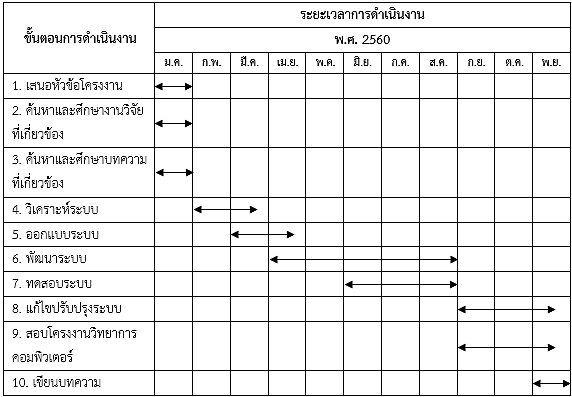 ขั้นตอนการดำเนินงาน
ระยะเวลาการดำเนินงาน
พ.ศ. 2560
ม.ค. ก.พ. มี.ค. เม.ย. พ.ค. มิ.ย. ก.ค. ส.ค. ก.ย. ต.ค. พ.ย.
1. เสนอหัวข้อโครงงาน
2. ค้นหาและศึกษางานวิจัย
ที่เกี่ยวข้อง
3. ค้นหาและศึกษาบทความ
ที่เกี่ยวข้อง
4. วิเคราะห์ระบบ
5. ออกแบบระบบ
6. พัฒนาระบบ
7. ทดสอบระบบ
8. แก้ไขปรับปรุงระบบ
9. สอบโครงงานวิทยาการ
คอมพิวเตอร์
10. เขียนบทความ